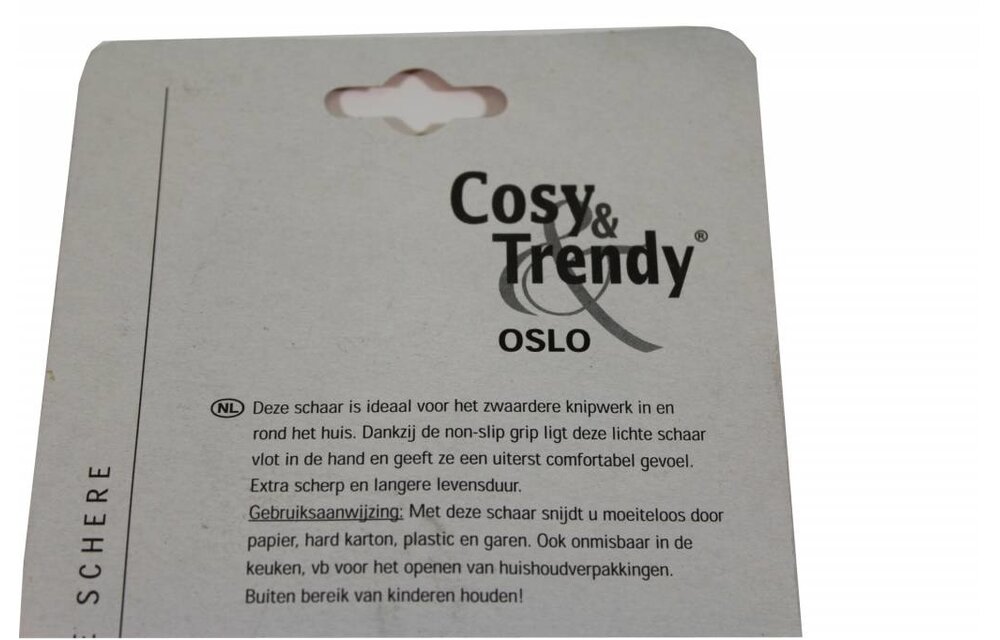 Cosy &
Trendy®
OSLO
NL Deze schaar is ideaal voor het zwaardere knipwerk in en
rond het huis. Dankzij de non-slip grip ligt deze lichte schaar
vlot in de hand en geeft ze een uiterst comfortabel gevoel.
Extra scherp en langere levensduur.
Gebruiksaanwijzing: Met deze schaar snijdt u moeiteloos door
papier, hard karton, plastic en garen. Ook onmisbaar in de
keuken, vb voor het openen van huishoudverpakkingen.
Buiten bereik van kinderen houden!
SCHERE